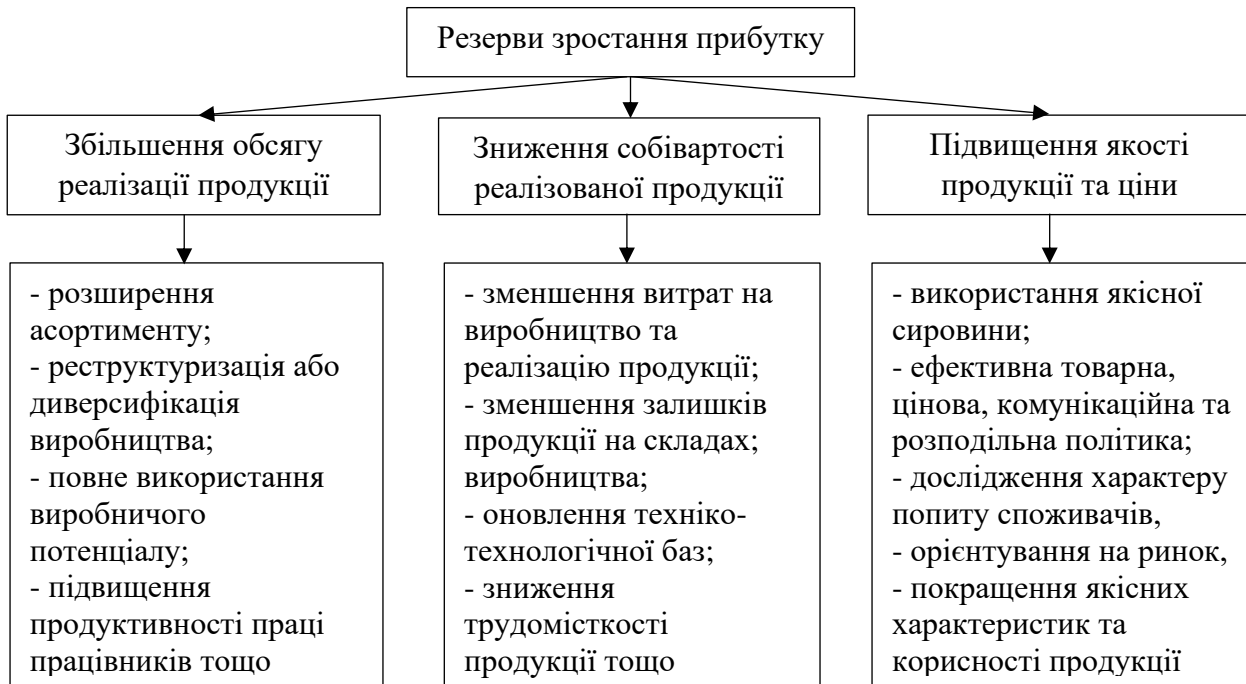 Резерви зростання прибутку
Збільшення обсягу
реалізації продукції
Зниження собівартості
реалізованої продукції
Підвищення якості
продукції та ціни
- розширення
асортименту;
- реструктуризація або
диверсифікація
виробництва;
- повне використання
виробничого
потенціалу;
- підвищення
продуктивності праці
працівників тощо
- зменшення витрат на
виробництво та
реалізацію продукції;
- зменшення залишків
продукції на складах;
виробництва;
- оновлення техніко-
технологічної баз;
- зниження
трудомісткості
продукції тощо
- використання якісної
сировини;
- ефективна товарна,
цінова, комунікаційна та
розподільна політика;
- дослідження характеру
попиту споживачів,
- орієнтування на ринок,
- покращення якісних
характеристик та
корисності продукції